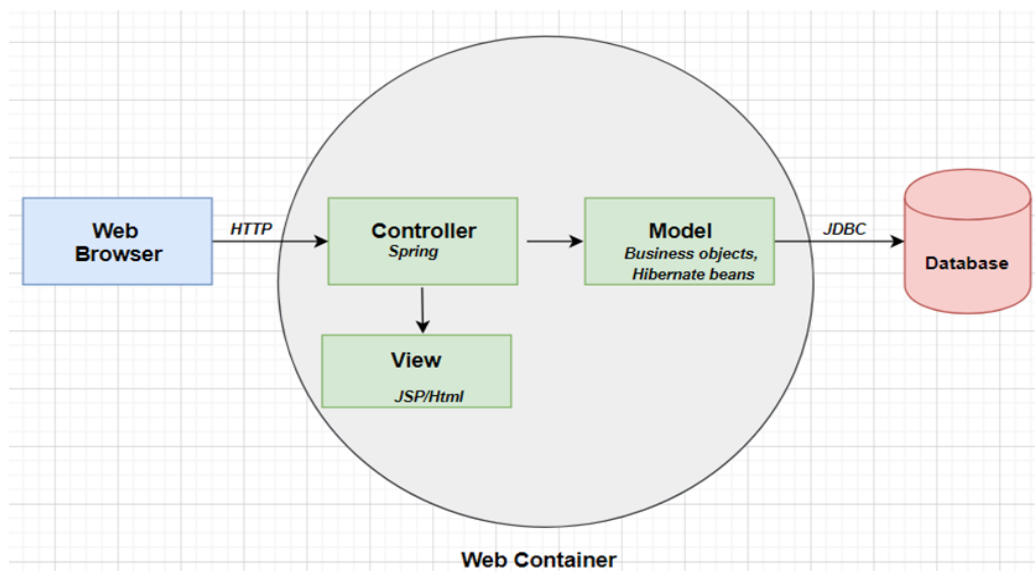 Web
Browser
HTTP
Controller
Spring
Model
Business objects,
Hibernate beans
JDBC
Database
View
JSP/Html
Web Container